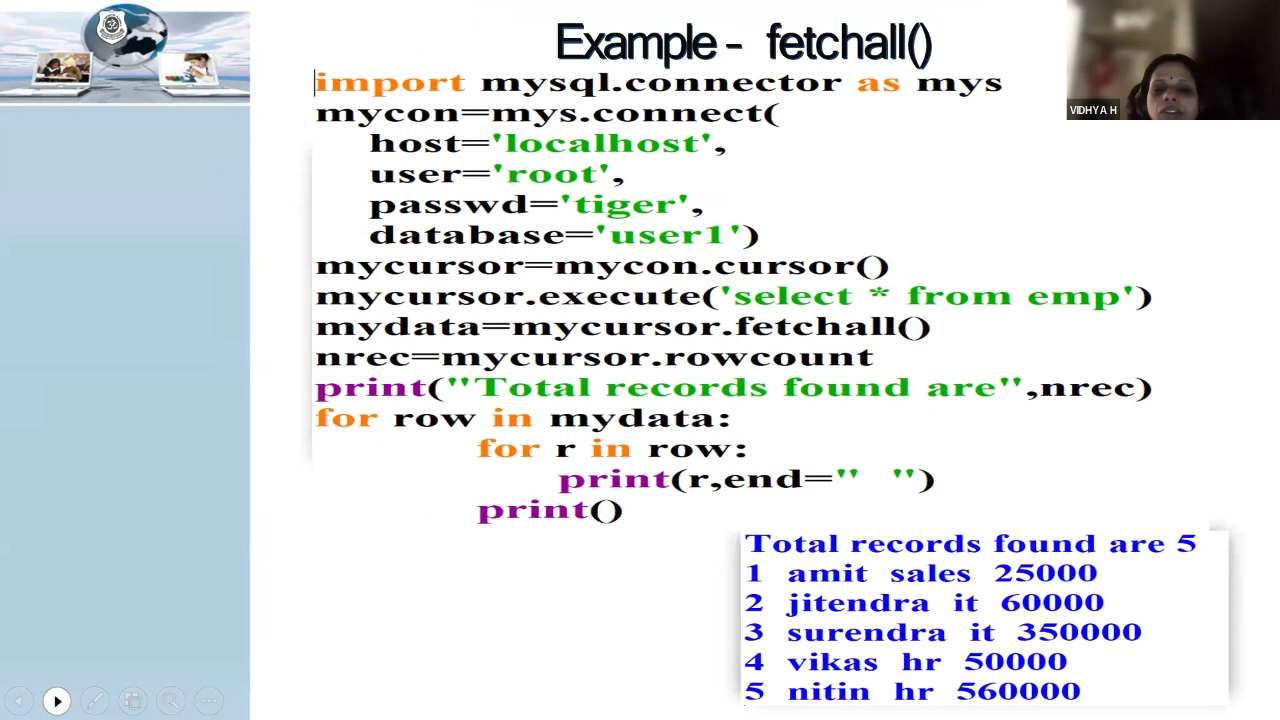 Example - fetchall()
VIDHYA H
import mysql.connector as mys
mycon=mys.connect(
host='localhost',
user='root',
passwd='tiger',
database='user1')
mycursor=mycon.cursor()
mycursor.execute('select * from emp')
mydata=mycursor.fetchall()
nrec=mycursor.rowcount
print("Total records found are",nrec)
for row in mydata:
for r in row:
print(r,end="  ")
print()
Total records found are 5
1  amit  sales  25000
2  jitendra  it  60000
3  surendra  it  350000
4  vikas  hr  50000
5  nitin  hr  560000